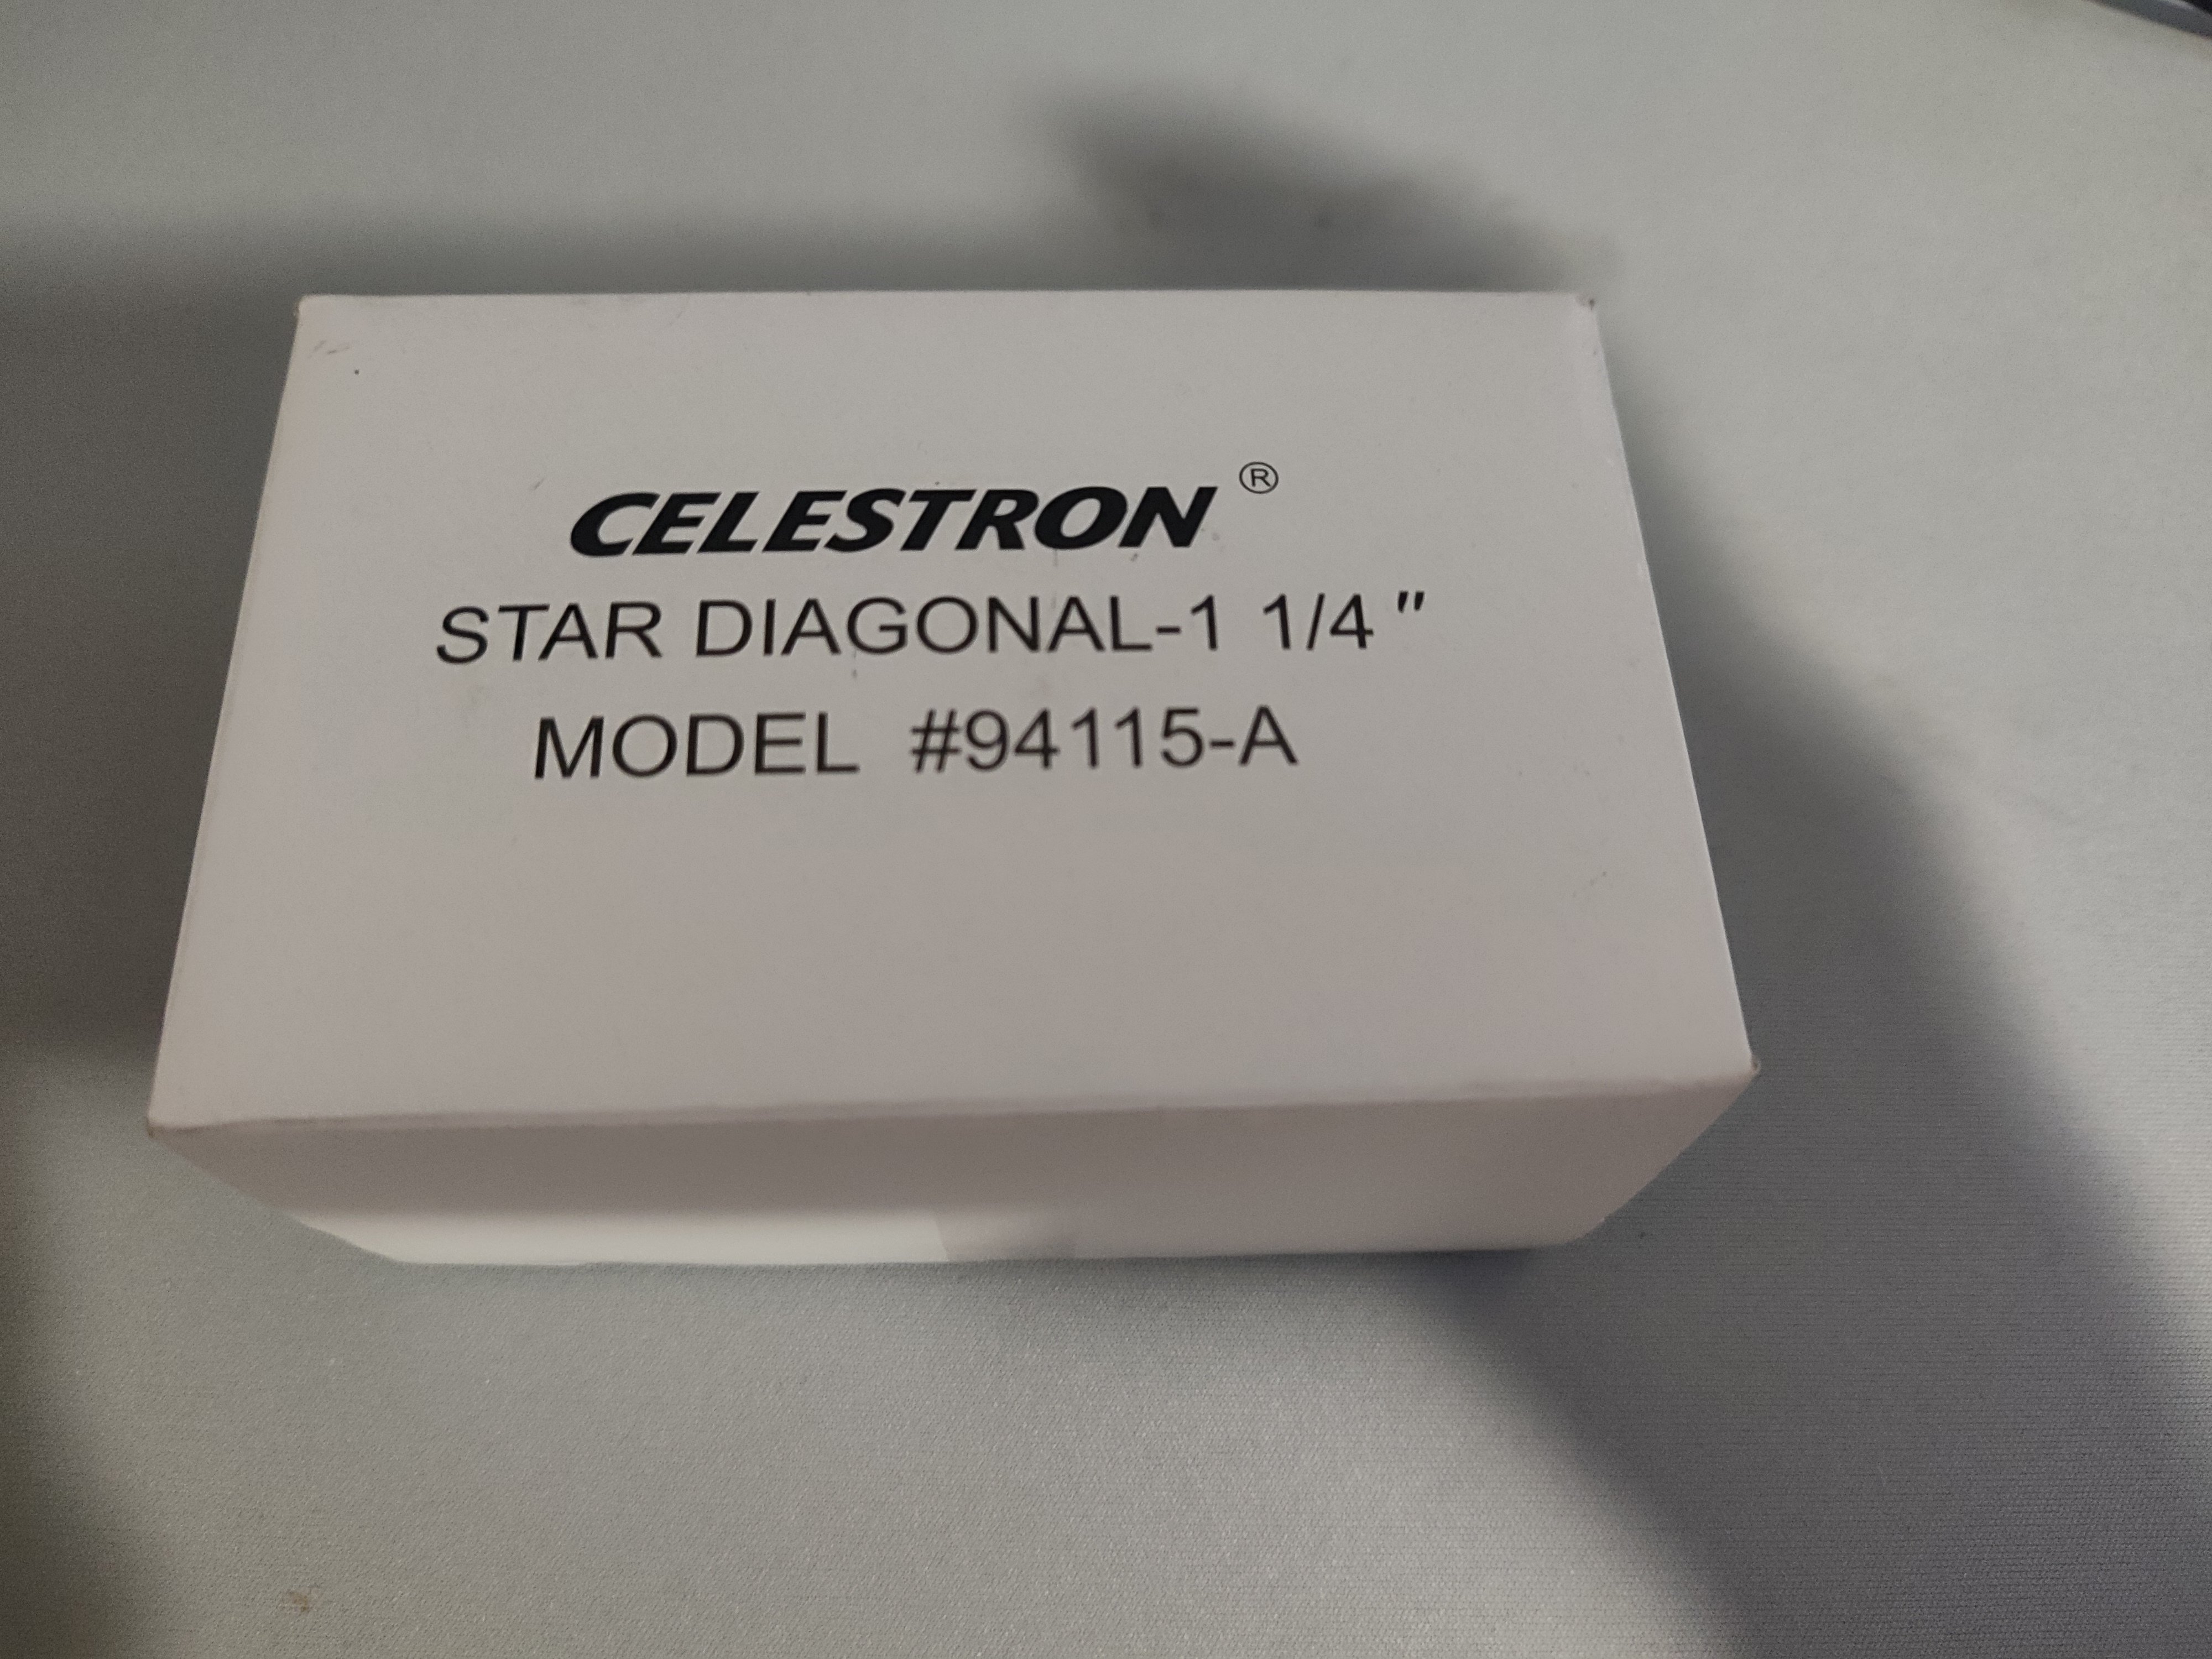 CELESTRON®
STAR DIAGONAL-1 1/4"
MODEL #94115-A